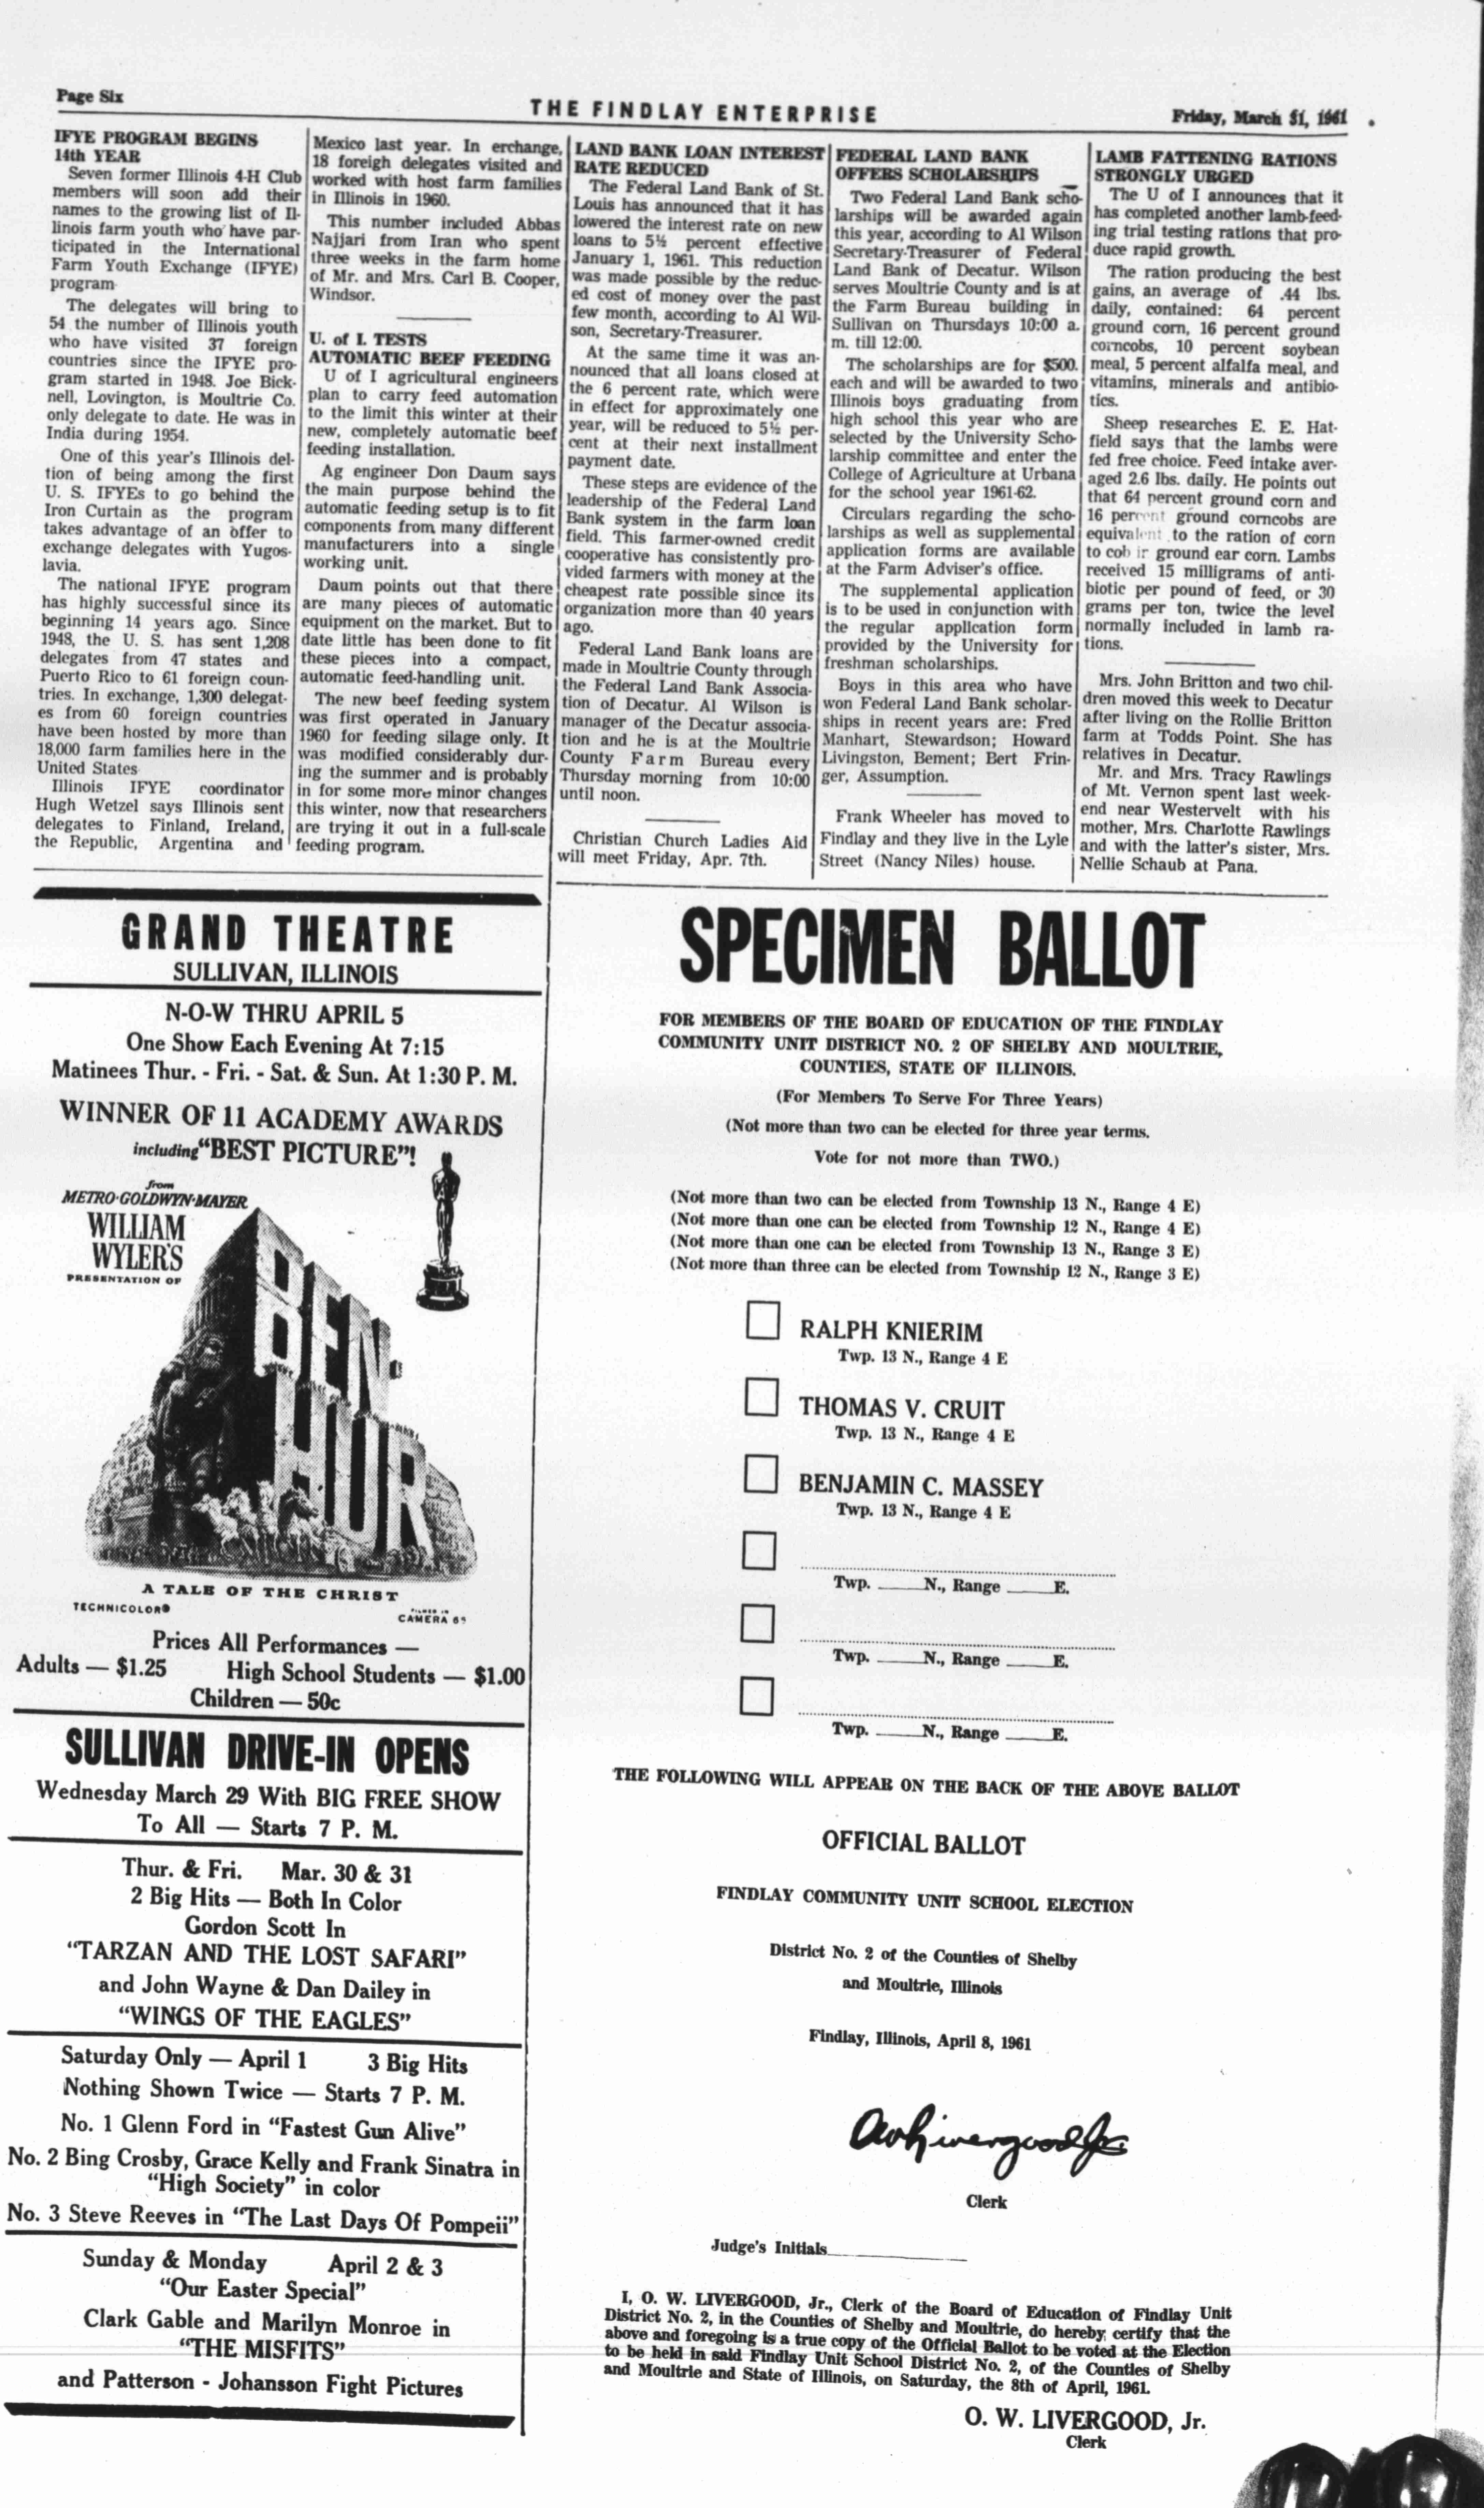 Page Six
THE FINDLAY ENTERPRISE
Friday, March 31, 1961
IFYE PROGRAM BEGINS
14th YEAR
Seven former Illinois 4-H Club
members will soon add their
names to the growing list of Il-
linois farm youth who have par-
ticipated in the International
Farm Youth Exchange (IFYE)
program
The delegates will bring to
54 the number of Illinois youth
who have visited 37 foreign
countries since the IFYE pro-
gram started in 1948. Joe Bick-
nell, Lovington, is Moultrie Co.
only delegate to date. He was in
India during 1954.
One of this year's Illinois del-
tion of being among the first
U. S. IFYEs to go behind the
Iron Curtain as the program
takes advantage of an offer to
exchange delegates with Yugos-
lavia.
The national IFYE program
has highly successful since its
beginning 14 years ago. Since
1948, the U. S. has sent 1,208
delegates from 47 states and
Puerto Rico to 61 foreign coun-
tries. In exchange, 1,300 delegat-
es from 60 foreign countries
have been hosted by more than
18,000 farm families here in the
United States
Illinois IFYE coordinator
Hugh Wetzel says Illinois sent
delegates to Finland, Ireland,
the Republic, Argentina and
Mexico last year. In erchange,
18 foreigh delegates visited and
worked with host farm families
in Illinois in 1960.
This number included Abbas
Najjari from Iran who spent
three weeks in the farm home
of Mr. and Mrs. Carl B. Cooper,
Windsor.
U. of I. TESTS
AUTOMATIC BEEF FEEDING
U of I agricultural engineers
plan to carry feed automation
to the limit this winter at their
new, completely automatic beef
feeding installation.
Ag engineer Don Daum says
the main purpose behind the
automatic feeding setup is to fit
components from many different
manufacturers into a single
working unit.
Daum points out that there
are many pieces of automatic
equipment on the market. But to
date little has been done to fit
these pieces into a compact,
automatic feed-handling unit.
The new beef feeding system
was first operated in January
1960 for feeding silage only. It
was modified considerably dur-
ing the summer and is probably
in for some more minor changes
this winter, now that researchers
are trying it out in a full-scale
feeding program.
LAND BANK LOAN INTEREST
RATE REDUCED
The Federal Land Bank of St.
Louis has announced that it has
lowered the interest rate on new
loans to 5½ percent effective
January 1, 1961. This reduction
was made possible by the reduc-
ed cost of money over the past
few month, according to Al Wil-
son, Secretary-Treasurer.
At the same time it was an-
nounced that all loans closed at
the 6 percent rate, which were
in effect for approximately one
year, will be reduced to 5½ per-
cent at their next installment
payment date.
These steps are evidence of the
leadership of the Federal Land
Bank system in the farm loan
field. This farmer-owned credit
cooperative has consistently pro-
vided farmers with money at the
cheapest rate possible since its
organization more than 40 years
ago.
Federal Land Bank loans are
made in Moultrie County through
the Federal Land Bank Associa-
tion of Decatur. Al Wilson is
manager of the Decatur associa-
tion and he is at the Moultrie
County Farm Bureau every
Thursday morning from 10:00
until noon.
Christian Church Ladies Aid
will meet Friday, Apr. 7th.
FEDERAL LAND BANK
OFFERS SCHOLARSHIPS
Two Federal Land Bank scho-
larships will be awarded again
this year, according to Al Wilson
Secretary-Treasurer of Federal
Land Bank of Decatur. Wilson
serves Moultrie County and is at
the Farm Bureau building in
Sullivan on Thursdays 10:00 a.
m. till 12:00.
The scholarships are for $500.
each and will be awarded to two
Illinois boys graduating from
high school this year who are
selected by the University Scho-
larship committee and enter the
College of Agriculture at Urbana
for the school year 1961-62.
Circulars regarding the scho-
larships as well as supplemental
application forms are available
at the Farm Adviser's office.
The supplemental application
is to be used in conjunction with
the regular application form
provided by the University for
freshman scholarships.
Boys in this area who have
won Federal Land Bank scholar-
ships in recent years are: Fred
Manhart, Stewardson; Howard
Livingston, Bement; Bert Frin-
ger, Assumption.
Frank Wheeler has moved to
Findlay and they live in the Lyle
Street (Nancy Niles) house.
LAMB FATTENING RATIONS
STRONGLY URGED
The U of I announces that it
has completed another lamb-feed-
ing trial testing rations that pro-
duce rapid growth.
The ration producing the best
gains, an average of .44 lbs.
daily, contained: 64 percent
ground corn, 16 percent ground
corncobs, 10 percent soybean
meal, 5 percent alfalfa meal, and
vitamins, minerals and antibio-
tics.
Sheep researches E. E. Hat-
field says that the lambs were
fed free choice. Feed intake aver-
aged 2.6 lbs. daily. He points out
that 64 percent ground corn and
16 percent ground corncobs are
equivalent to the ration of corn
to cob ir ground ear corn. Lambs
received 15 milligrams of anti-
biotic per pound of feed, or 30
grams per ton, twice the level
normally included in lamb ra-
tions.
Mrs. John Britton and two chil-
dren moved this week to Decatur
after living on the Rollie Britton
farm at Todds Point. She has
relatives in Decatur.
Mr. and Mrs. Tracy Rawlings
of Mt. Vernon spent last week-
end near Westervelt with his
mother, Mrs. Charlotte Rawlings
and with the latter's sister, Mrs.
Nellie Schaub at Pana.
GRAND THEATRE
SULLIVAN, ILLINOIS
N-O-W THRU APRIL 5
One Show Each Evening At 7:15
Matinees Thur. - Fri. - Sat. & Sun. At 1:30 P. M.
WINNER OF 11 ACADEMY AWARDS
including "BEST PICTURE"!
from
METRO-GOLDWYN-MAYER
WILLIAM
WYLER'S
PRESENTATION OF
BEN-
HUR
A TALE OF THE CHRIST
TECHNICOLOR®
FILMED IN
CAMERA 65
Prices All Performances —
Adults — $1.25 High School Students — $1.00
Children — 50c
SULLIVAN DRIVE-IN OPENS
Wednesday March 29 With BIG FREE SHOW
To All — Starts 7 P. M.
Thur. & Fri. Mar. 30 & 31
2 Big Hits — Both In Color
Gordon Scott In
"TARZAN AND THE LOST SAFARI"
and John Wayne & Dan Dailey in
"WINGS OF THE EAGLES"
Saturday Only — April 1 3 Big Hits
Nothing Shown Twice — Starts 7 P. M.
No. 1 Glenn Ford in "Fastest Gun Alive"
No. 2 Bing Crosby, Grace Kelly and Frank Sinatra in
"High Society" in color
No. 3 Steve Reeves in "The Last Days Of Pompeii"
Sunday & Monday April 2 & 3
"Our Easter Special"
Clark Gable and Marilyn Monroe in
"THE MISFITS"
and Patterson - Johansson Fight Pictures
SPECIMEN BALLOT
FOR MEMBERS OF THE BOARD OF EDUCATION OF THE FINDLAY
COMMUNITY UNIT DISTRICT NO. 2 OF SHELBY AND MOULTRIE,
COUNTIES, STATE OF ILLINOIS.
(For Members To Serve For Three Years)
(Not more than two can be elected for three year terms.
Vote for not more than TWO.)
(Not more than two can be elected from Township 13 N., Range 4 E)
(Not more than one can be elected from Township 12 N., Range 4 E)
(Not more than one can be elected from Township 13 N., Range 3 E)
(Not more than three can be elected from Township 12 N., Range 3 E)
RALPH KNIERIM
Twp. 13 N., Range 4 E
THOMAS V. CRUIT
Twp. 13 N., Range 4 E
BENJAMIN C. MASSEY
Twp. 13 N., Range 4 E
Twp. ____N., Range ____E.
Twp. ____N., Range ____E.
Twp. ____N., Range ____E.
THE FOLLOWING WILL APPEAR ON THE BACK OF THE ABOVE BALLOT
OFFICIAL BALLOT
FINDLAY COMMUNITY UNIT SCHOOL ELECTION
District No. 2 of the Counties of Shelby
and Moultrie, Illinois
Findlay, Illinois, April 8, 1961
OW Livergood Jr.
Clerk
Judge's Initials____________
I, O. W. LIVERGOOD, Jr., Clerk of the Board of Education of Findlay Unit
District No. 2, in the Counties of Shelby and Moultrie, do hereby certify that the
above and foregoing is a true copy of the Official Ballot to be voted at the Election
to be held in said Findlay Unit School District No. 2, of the Counties of Shelby
and Moultrie and State of Illinois, on Saturday, the 8th of April, 1961.
O. W. LIVERGOOD, Jr.
Clerk